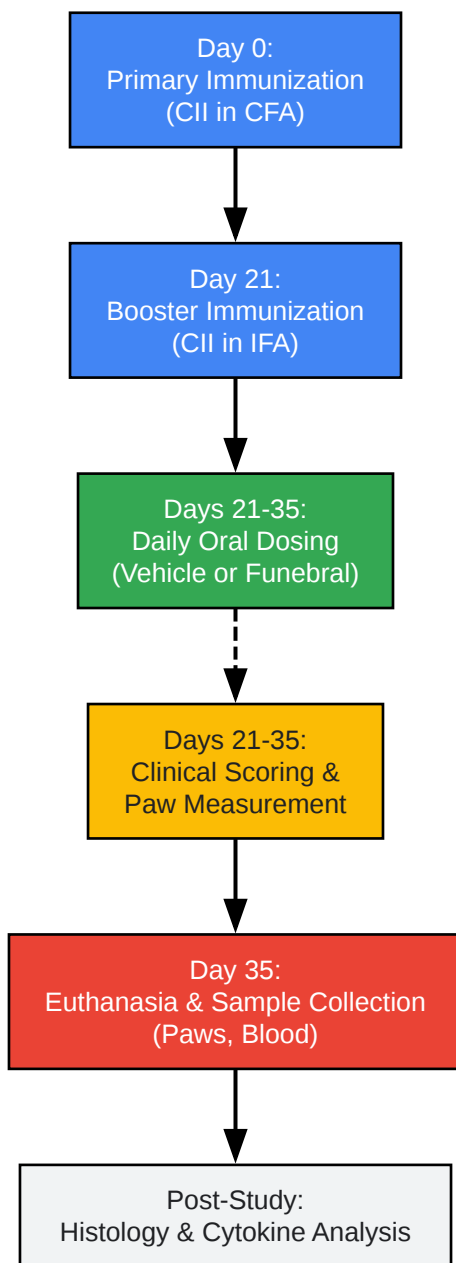 Day 0:
Primary Immunization
(CII in CFA)
Day 21:
Booster Immunization
(CII in IFA)
Days 21-35:
Daily Oral Dosing
(Vehicle or Funebral)
Days 21-35:
Clinical Scoring &
Paw Measurement
Day 35:
Euthanasia & Sample Collection
(Paws, Blood)
Post-Study:
Histology & Cytokine Analysis